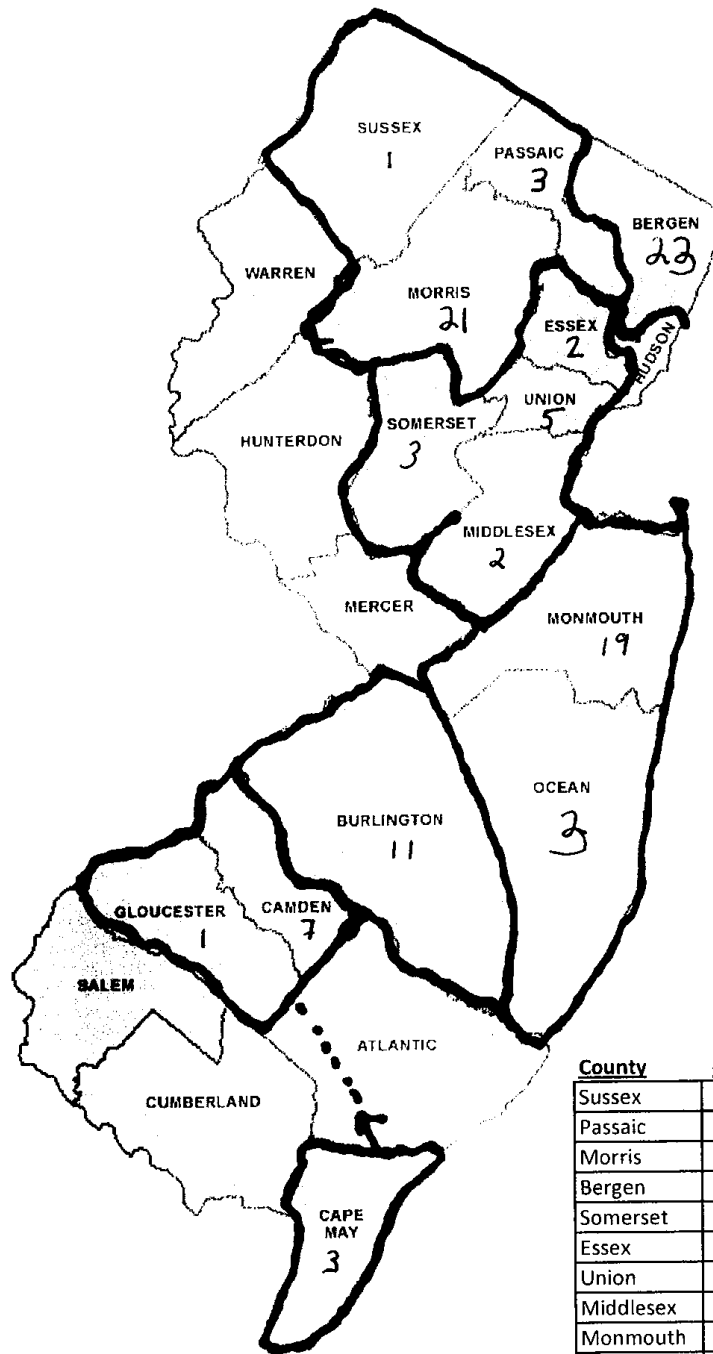 SUSSEX
1
PASSAIC
3
BERGEN
23
WARREN
MORRIS
21
ESSEX
2
HUDSON
UNION
5
SOMERSET
3
HUNTERDON
MIDDLESEX
2
MERCER
MONMOUTH
19
OCEAN
3
BURLINGTON
11
CAMDEN
7
GLOUCESTER
1
SALEM
ATLANTIC
CUMBERLAND
CAPE
MAY
3
County
Sussex
Passaic
Morris
Bergen
Somerset
Essex
Union
Middlesex
Monmouth